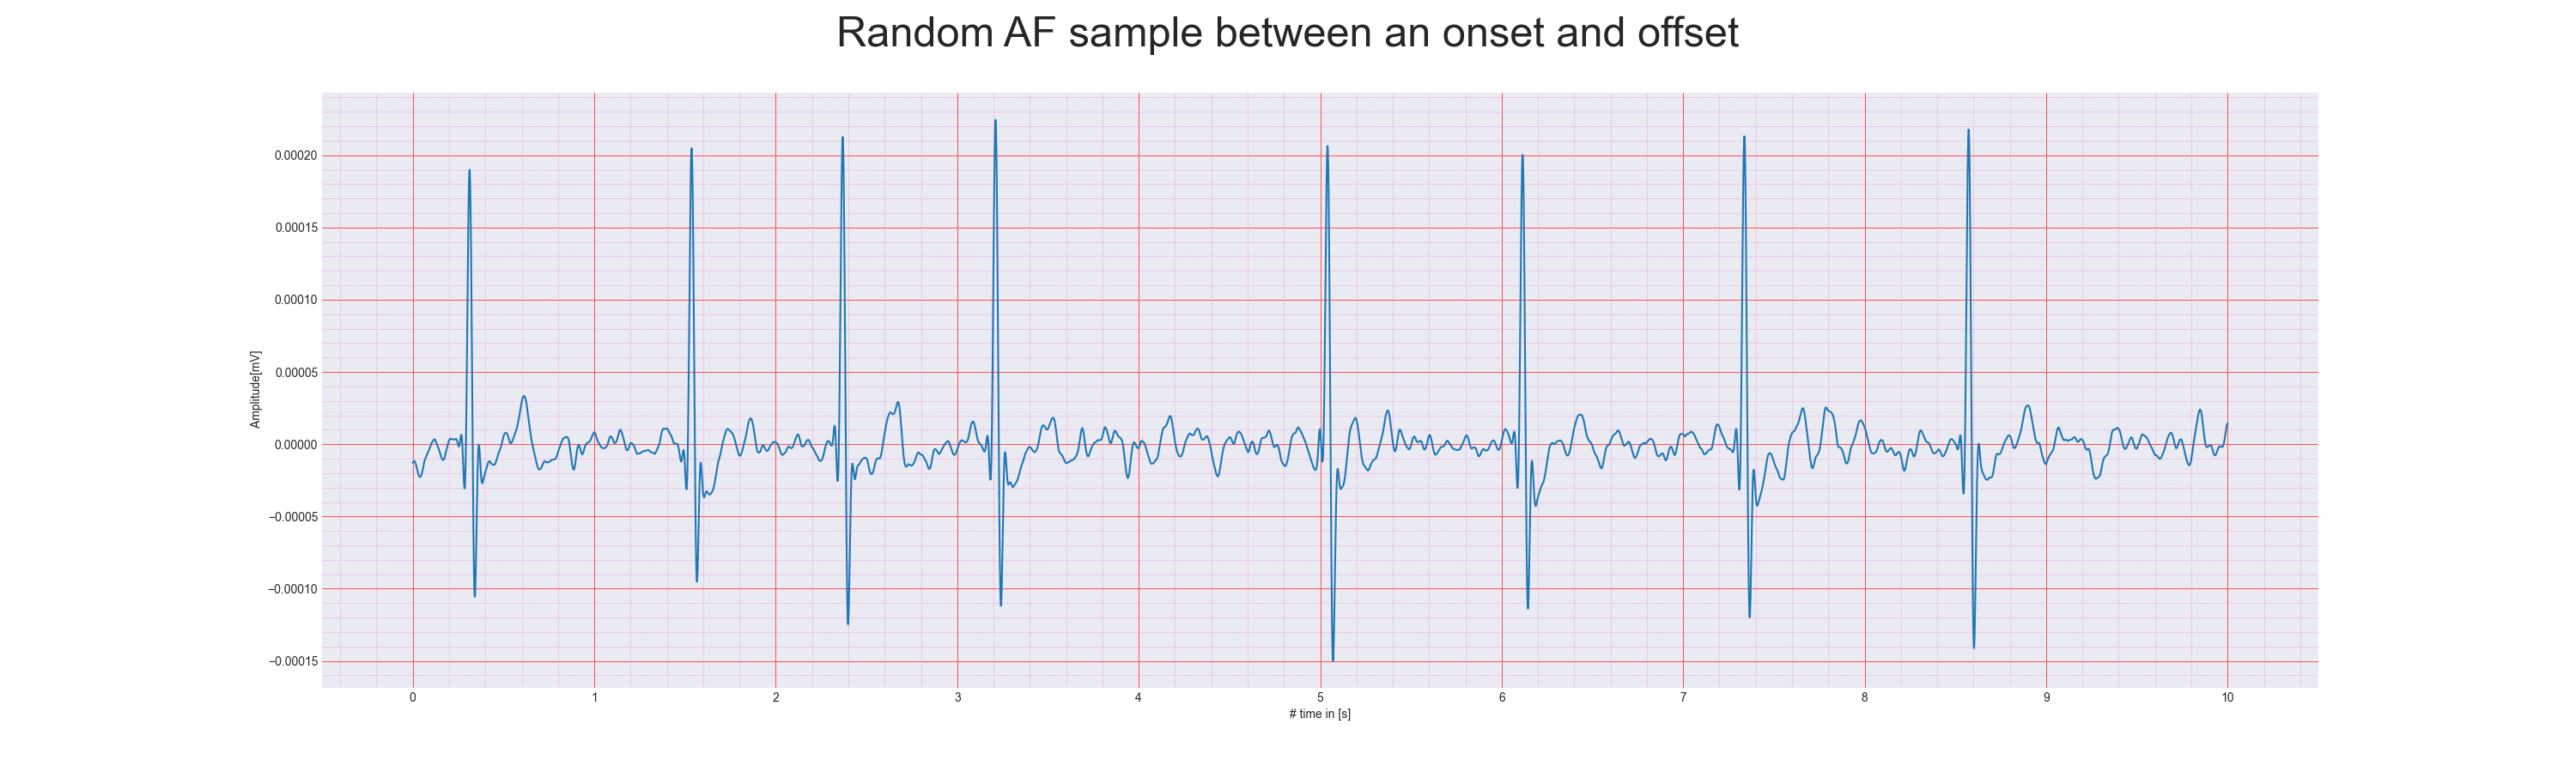 Random AF sample between an onset and offset
0.00020
0.00015
0.00010
0.00005
0.00000
−0.00005
−0.00010
−0.00015
Amplitude[mV]
0 1 2 3 4 5 6 7 8 9 10
# time in [s]